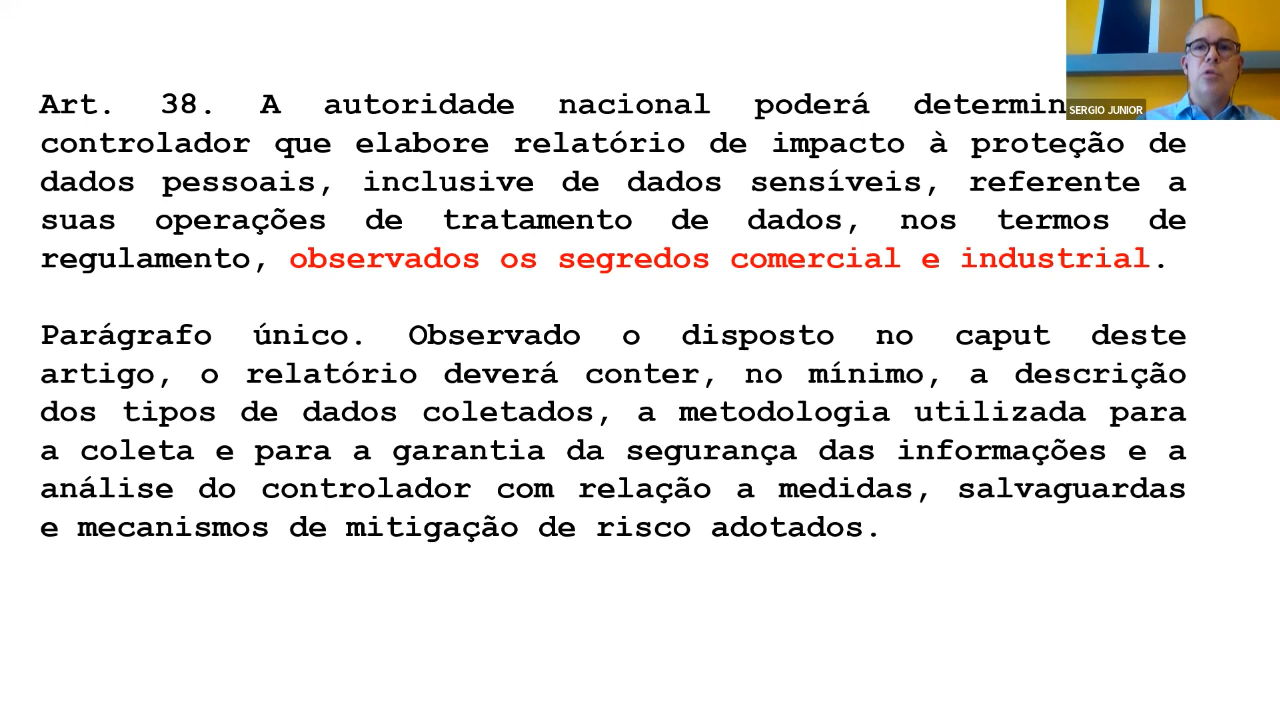 Art. 38. A autoridade nacional poderá
controlador que elabore relatório de impacto à proteção de
dados pessoais, inclusive de dados sensíveis, referente a
suas operações de tratamento de dados, nos termos de
regulamento, observados os segredos comercial e industrial.
Parágrafo único. Observado o disposto no caput deste
artigo, o relatório deverá conter, no mínimo, a descrição
dos tipos de dados coletados, a metodologia utilizada para
a coleta e para a garantia da segurança das informações e a
análise do controlador com relação a medidas, salvaguardas
e mecanismos de mitigação de risco adotados.
SERGIO JUNIOR